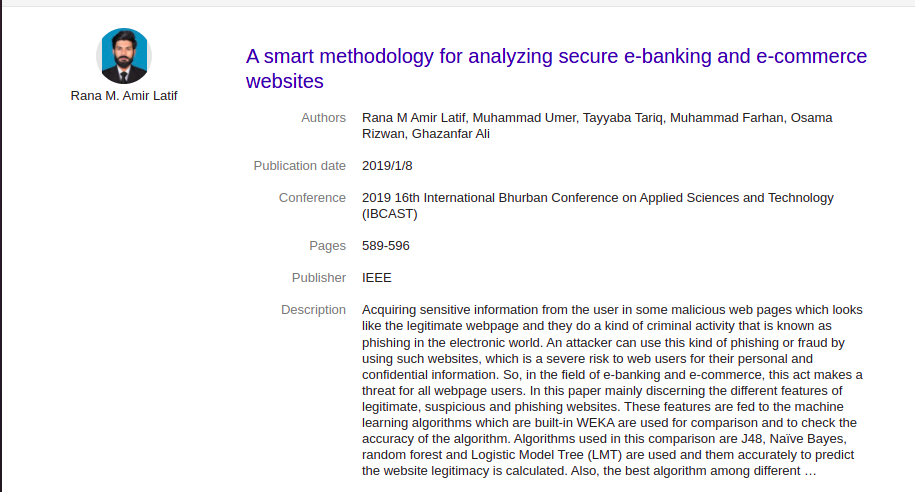 Rana M. Amir Latif
A smart methodology for analyzing secure e-banking and e-commerce
websites
Authors Rana M Amir Latif, Muhammad Umer, Tayyaba Tariq, Muhammad Farhan, Osama
Rizwan, Ghazanfar Ali
Publication date 2019/1/8
Conference 2019 16th International Bhurban Conference on Applied Sciences and Technology
(IBCAST)
Pages 589-596
Publisher IEEE
Description Acquiring sensitive information from the user in some malicious web pages which looks
like the legitimate webpage and they do a kind of criminal activity that is known as
phishing in the electronic world. An attacker can use this kind of phishing or fraud by
using such websites, which is a severe risk to web users for their personal and
confidential information. So, in the field of e-banking and e-commerce, this act makes a
threat for all webpage users. In this paper mainly discerning the different features of
legitimate, suspicious and phishing websites. These features are fed to the machine
learning algorithms which are built-in WEKA are used for comparison and to check the
accuracy of the algorithm. Algorithms used in this comparison are J48, Naïve Bayes,
random forest and Logistic Model Tree (LMT) are used and them accurately to predict
the website legitimacy is calculated. Also, the best algorithm among different …